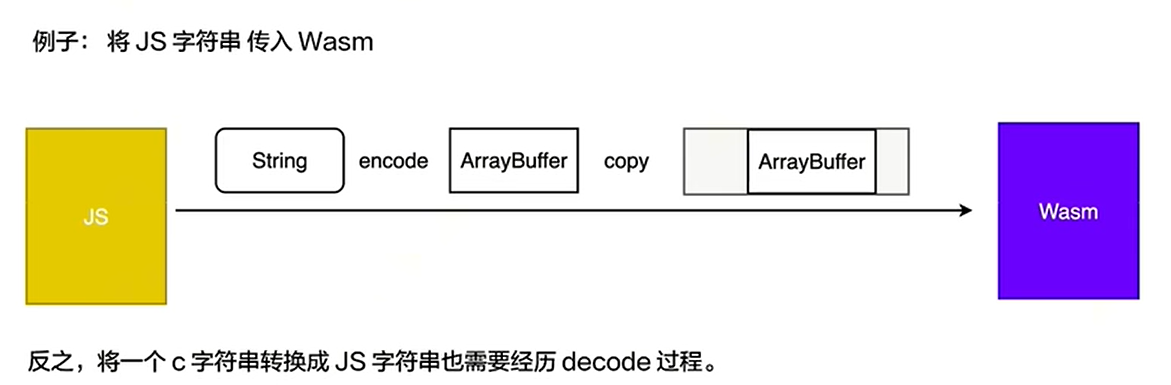 例子： 将 JS 字符串 传入 Wasm
String encode ArrayBuffer copy ArrayBuffer
JS
Wasm
反之，将一个 c 字符串转换成 JS 字符串也需要经历 decode 过程。